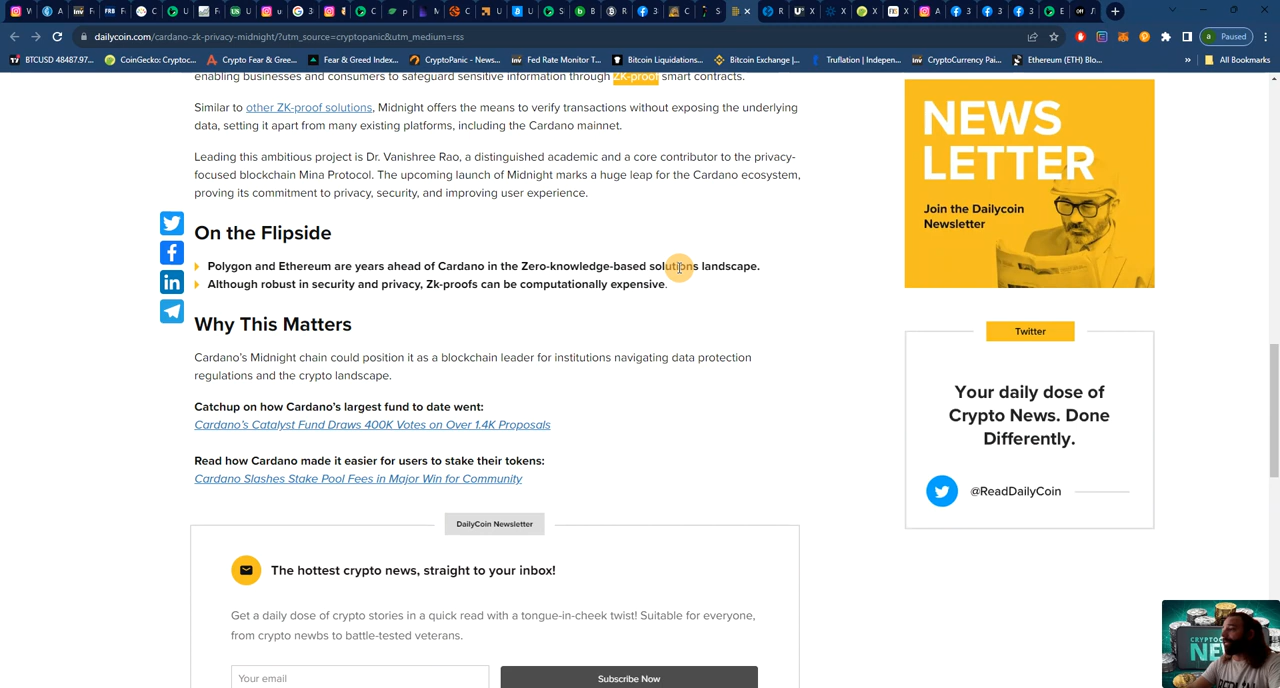 dailycoin.com/cardano-zk-privacy-midnight/?utm_source=cryptopanic&utm_medium=rss
Paused
BTCUSD 48487.97...
CoinGecko: Cryptoc...
Crypto Fear & Gree...
Fear & Greed Index...
CryptoPanic - News...
Fed Rate Monitor T...
Bitcoin Liquidations...
Bitcoin Exchange |...
Truflation | Indepen...
CryptoCurrency Pai...
Ethereum (ETH) Blo...
»
All Bookmarks
enabling businesses and consumers to safeguard sensitive information through ZK-proof smart contracts.
Similar to other ZK-proof solutions, Midnight offers the means to verify transactions without exposing the underlying
data, setting it apart from many existing platforms, including the Cardano mainnet.
Leading this ambitious project is Dr. Vanishree Rao, a distinguished academic and a core contributor to the privacy-
focused blockchain Mina Protocol. The upcoming launch of Midnight marks a huge leap for the Cardano ecosystem,
proving its commitment to privacy, security, and improving user experience.
On the Flipside
Polygon and Ethereum are years ahead of Cardano in the Zero-knowledge-based solutions landscape.
Although robust in security and privacy, Zk-proofs can be computationally expensive.
Why This Matters
Cardano's Midnight chain could position it as a blockchain leader for institutions navigating data protection
regulations and the crypto landscape.
Catchup on how Cardano's largest fund to date went:
Cardano's Catalyst Fund Draws 400K Votes on Over 1.4K Proposals
Read how Cardano made it easier for users to stake their tokens:
Cardano Slashes Stake Pool Fees in Major Win for Community
DailyCoin Newsletter
The hottest crypto news, straight to your inbox!
Get a daily dose of crypto stories in a quick read with a tongue-in-cheek twist! Suitable for everyone,
from crypto newbs to battle-tested veterans.
Your email
Subscribe Now
NEWS
LETTER
Join the Dailycoin
Newsletter
Twitter
Your daily dose of
Crypto News. Done
Differently.
@ReadDailyCoin